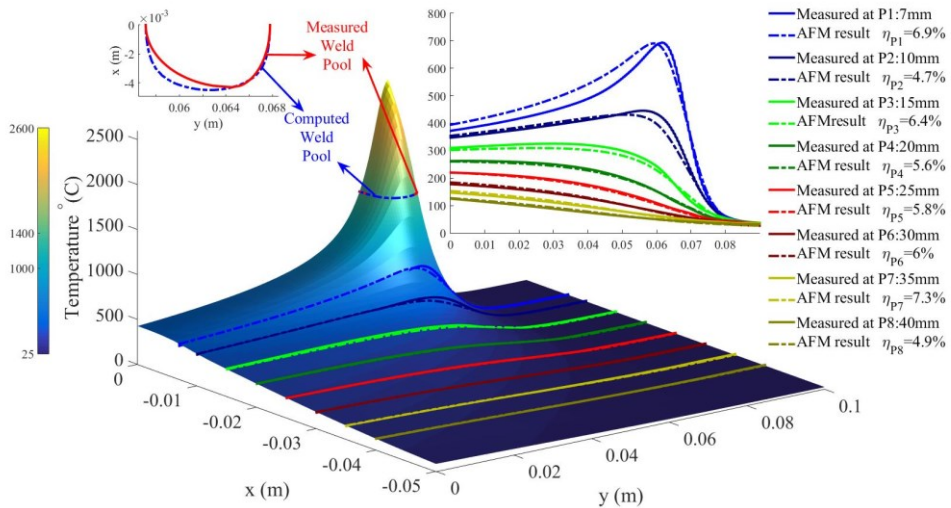 ×10⁻³
0
-2
-4
x (m)
0.06
0.064
0.068
y (m)
Measured
Weld
Pool
Computed
Weld
Pool
800
700
600
500
400
300
200
100
0
0
0.01
0.02
0.03
0.04
0.05
0.06
0.07
0.08
Measured at P1:7mm
AFM result η_P1=6.9%
Measured at P2:10mm
AFM result η_P2=4.7%
Measured at P3:15mm
AFMresult η_P3=6.4%
Measured at P4:20mm
AFM result η_P4=5.6%
Measured at P5:25mm
AFM result η_P5=5.8%
Measured at P6:30mm
AFM result η_P6=6%
Measured at P7:35mm
AFM result η_P7=7.3%
Measured at P8:40mm
AFM result η_P8=4.9%
2600
1400
1000
25
Temperature °(C)
2500
2000
1500
1000
500
0
0
-0.01
-0.02
-0.03
-0.04
-0.05
x (m)
0
0.02
0.04
0.06
0.08
0.1
y (m)